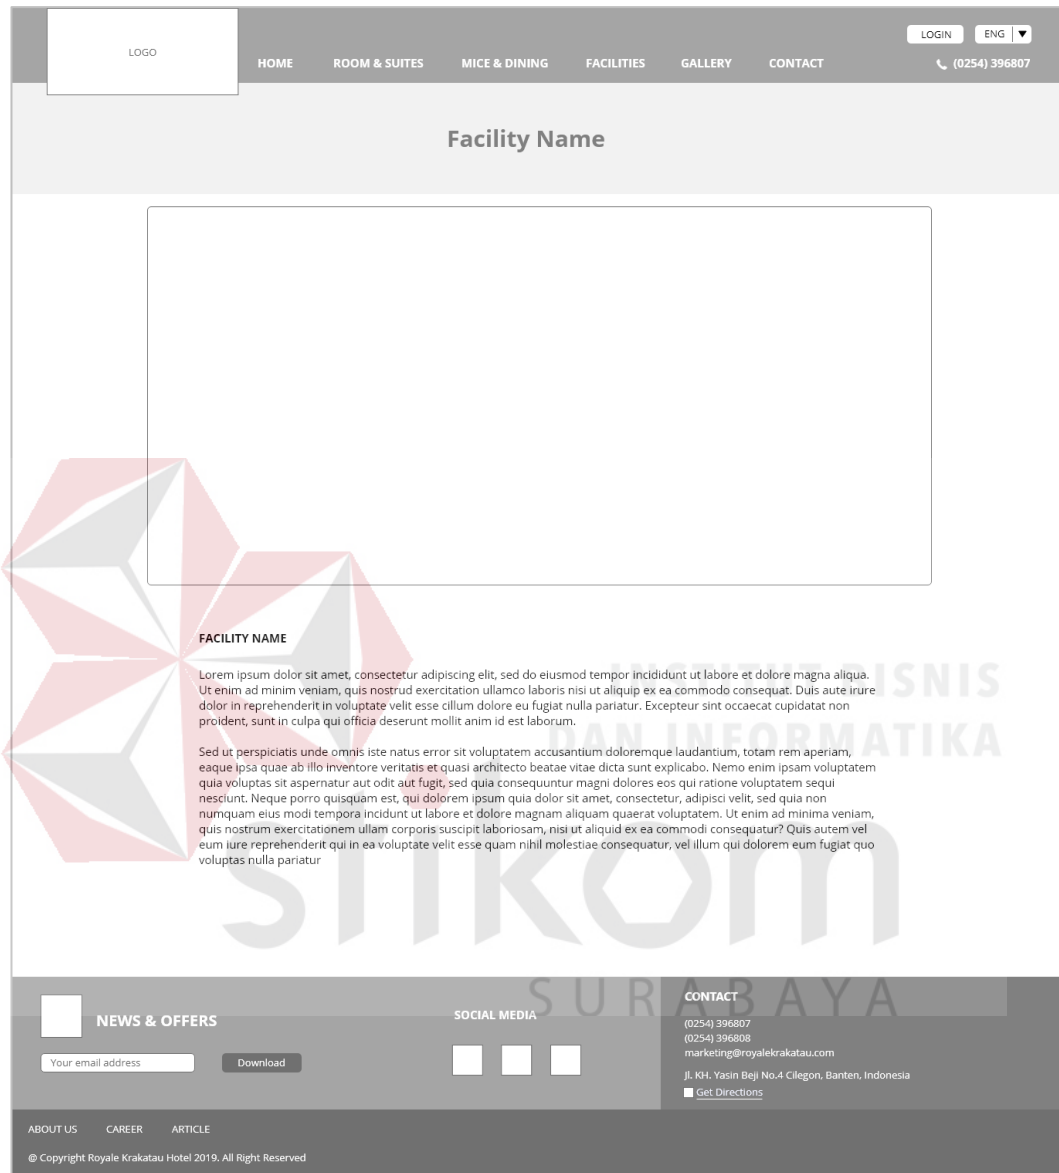 LOGO
LOGIN
ENG
HOME ROOM & SUITES MICE & DINING FACILITIES GALLERY CONTACT (0254) 396807
Facility Name
FACILITY NAME
Lorem ipsum dolor sit amet, consectetur adipiscing elit, sed do eiusmod tempor incididunt ut labore et dolore magna aliqua.
Ut enim ad minim veniam, quis nostrud exercitation ullamco laboris nisi ut aliquip ex ea commodo consequat. Duis aute irure
dolor in reprehenderit in voluptate velit esse cillum dolore eu fugiat nulla pariatur. Excepteur sint occaecat cupidatat non
proident, sunt in culpa qui officia deserunt mollit anim id est laborum.
Sed ut perspiciatis unde omnis iste natus error sit voluptatem accusantium doloremque laudantium, totam rem aperiam,
eaque ipsa quae ab illo inventore veritatis et quasi architecto beatae vitae dicta sunt explicabo. Nemo enim ipsam voluptatem
quia voluptas sit aspernatur aut odit aut fugit, sed quia consequuntur magni dolores eos qui ratione voluptatem sequi
nesciunt. Neque porro quisquam est, qui dolorem ipsum quia dolor sit amet, consectetur, adipisci velit, sed quia non
numquam eius modi tempora incidunt ut labore et dolore magnam aliquam quaerat voluptatem. Ut enim ad minima veniam,
quis nostrum exercitationem ullam corporis suscipit laboriosam, nisi ut aliquid ex ea commodi consequatur? Quis autem vel
eum iure reprehenderit qui in ea voluptate velit esse quam nihil molestiae consequatur, vel illum qui dolorem eum fugiat quo
voluptas nulla pariatur
INSTITUT BISNIS
DAN INFORMATIKA
stikom
SURABAYA
NEWS & OFFERS
Your email address
Download
SOCIAL MEDIA
CONTACT
(0254) 396807
(0254) 396808
marketing@royalekrakatau.com
Jl. KH. Yasin Beji No.4 Cilegon, Banten, Indonesia
Get Directions
ABOUT US CAREER ARTICLE
@ Copyright Royale Krakatau Hotel 2019. All Right Reserved